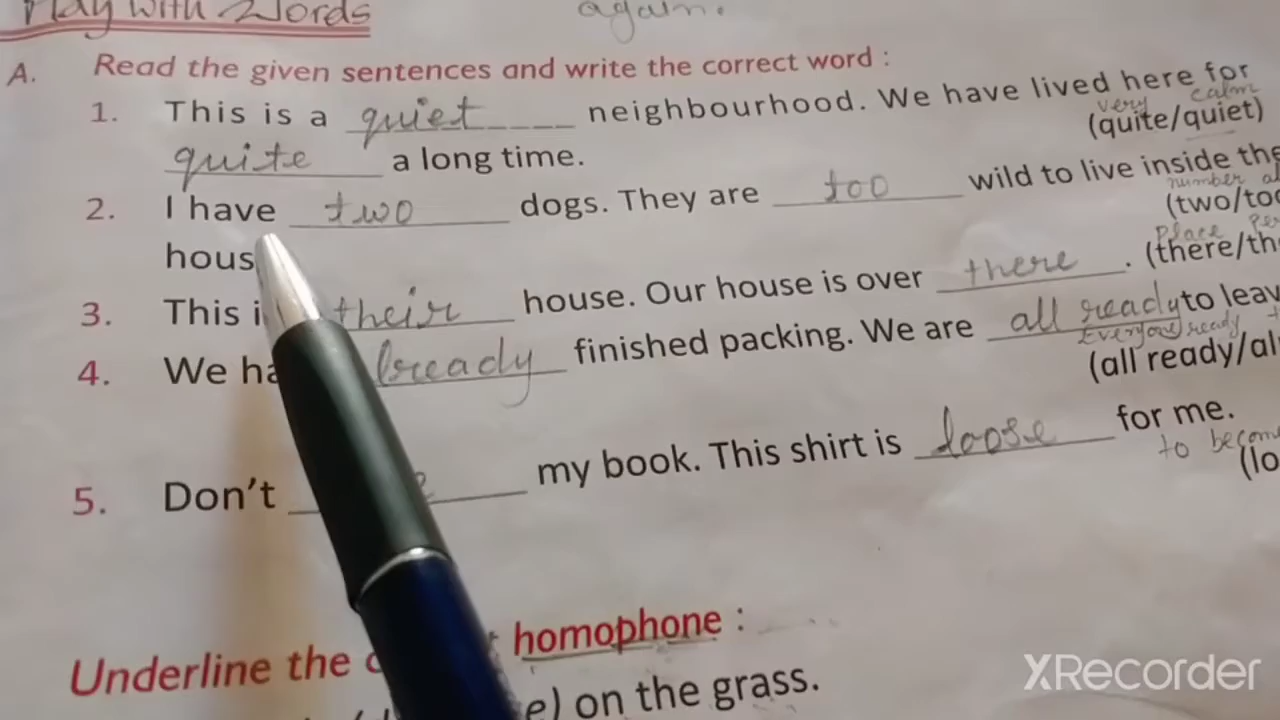 Play with Words again.
A. Read the given sentences and write the correct word :
1. This is a quiet neighbourhood. We have lived here for
very calm
(quite/quiet)
quite a long time.
2. I have two dogs. They are too wild to live inside the
number
(two/too
hous
Place
3. This i their house. Our house is over there . (there/th
4. We ha lready finished packing. We are all ready to leav
Everyone ready
(all ready/al
5. Don't my book. This shirt is loose for me.
to becom
(lo
Underline the c homophone :
e) on the grass.
XRecorder